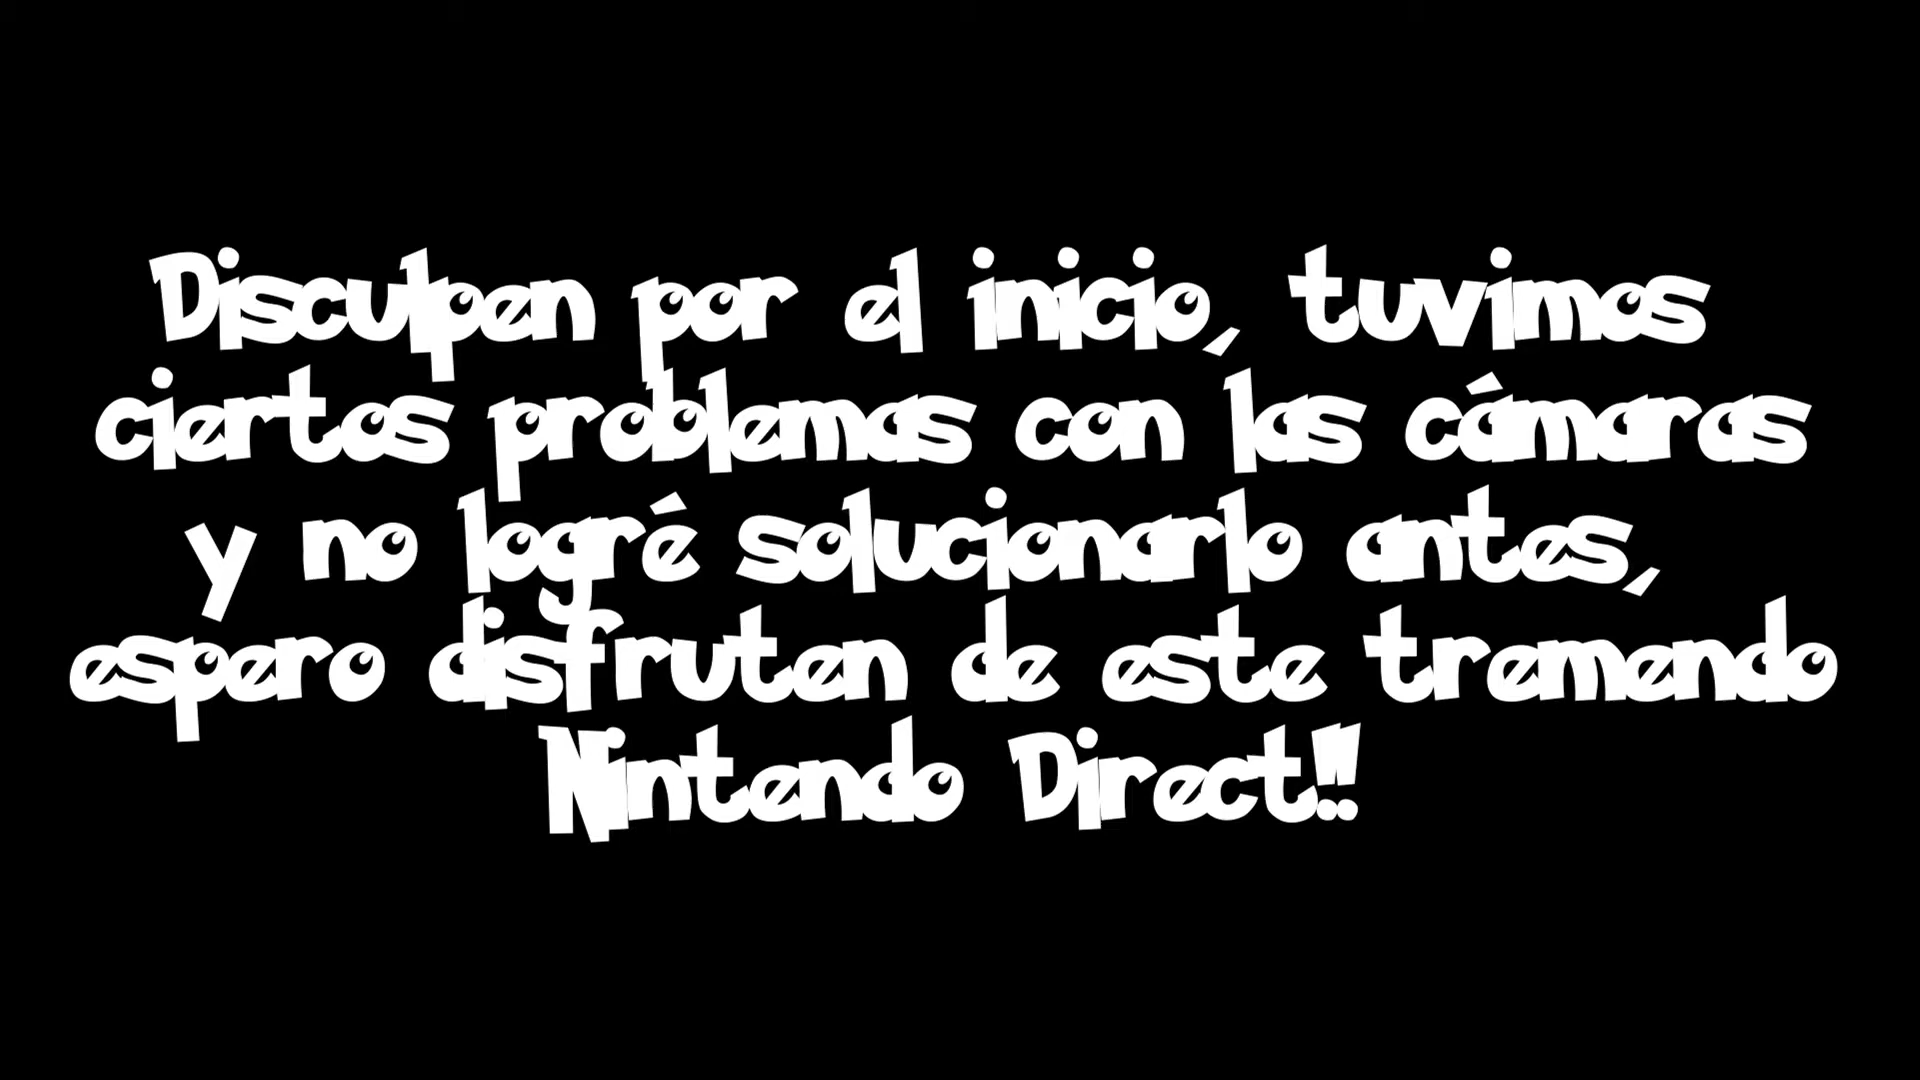 Disculpen por el inicio, tuvimos
ciertos problemas con las cámaras
y no logré solucionarlo antes,
espero disfruten de este tremendo
Nintendo Direct!!